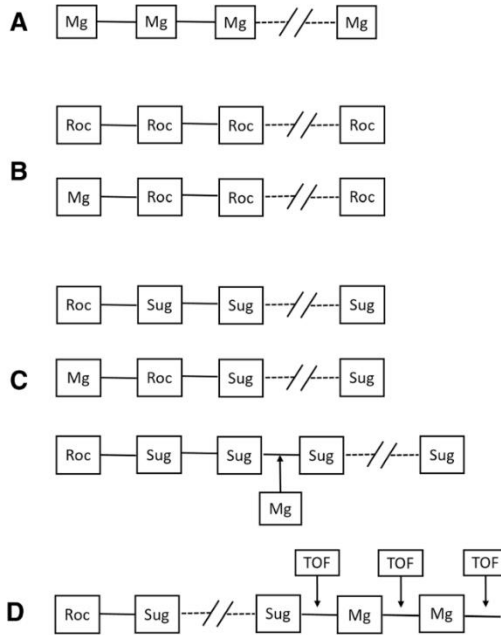 A Mg Mg Mg Mg
Roc Roc Roc Roc
B
Mg Roc Roc Roc
Roc Sug Sug Sug
C Mg Roc Sug Sug
Roc Sug Sug Sug Sug
Mg
TOF TOF TOF
D Roc Sug Sug Mg Mg